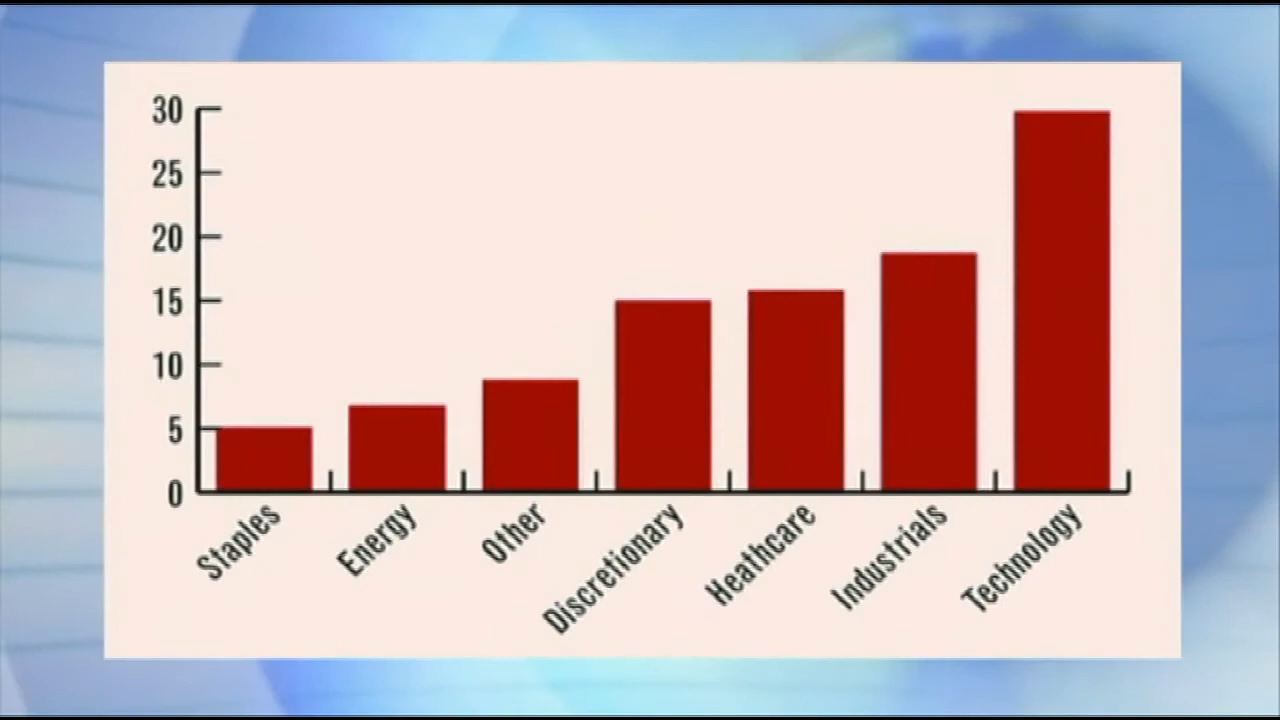 30
25
20
15
10
5
0
Staples
Energy
Other
Discretionary
Heathcare
Industrials
Technology